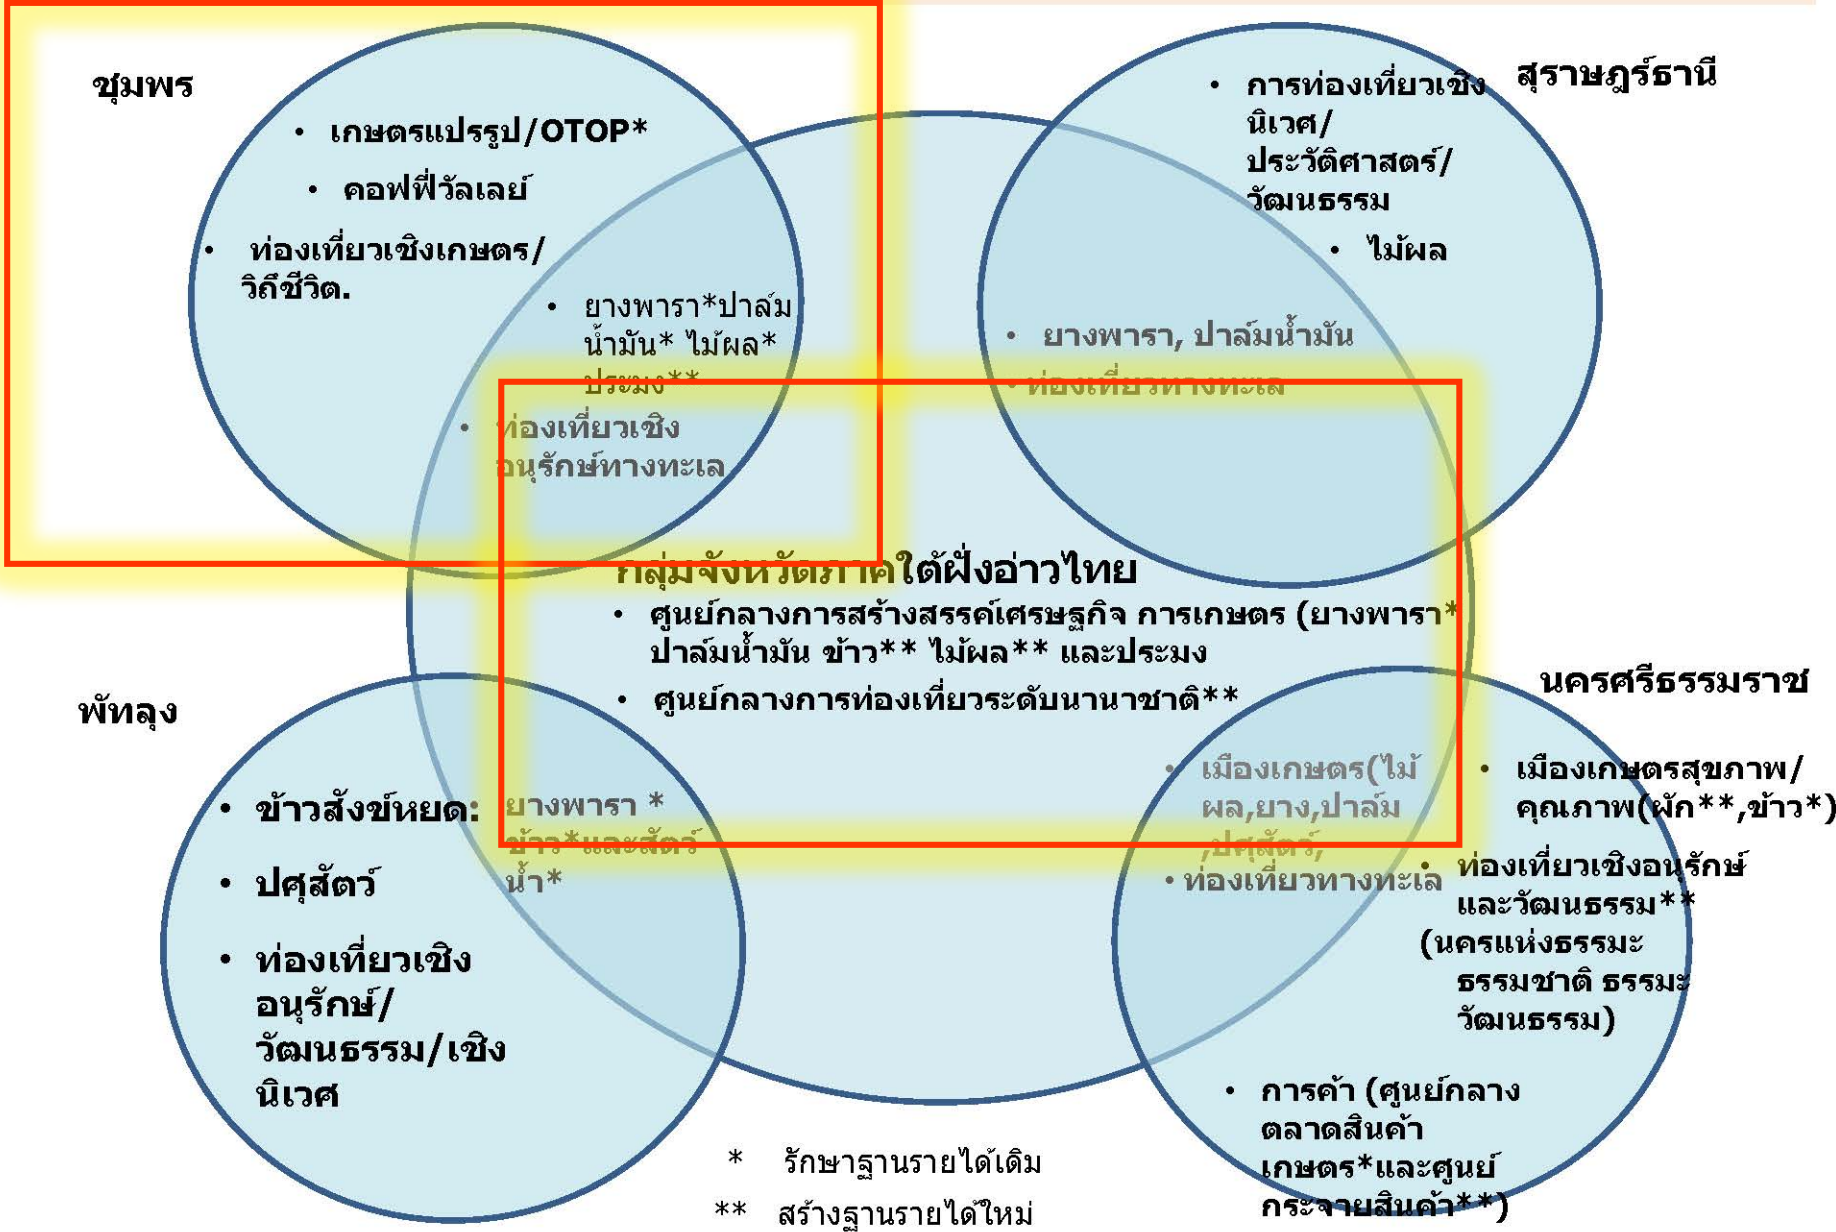 ชุมพร
• เกษตรแปรรูป/OTOP*
• คอฟฟี่วัลเลย์
• ท่องเที่ยวเชิงเกษตร/
วิถีชีวิต.
• ยางพารา*ปาล์ม
น้ำมัน* ไม้ผล*
ประมง**
• ท่องเที่ยวเชิง
อนุรักษ์ทางทะเล
สุราษฎร์ธานี
• การท่องเที่ยวเชิง
นิเวศ/
ประวัติศาสตร์/
วัฒนธรรม
• ไม้ผล
• ยางพารา, ปาล์มน้ำมัน
• ท่องเที่ยวทางทะเล
กลุ่มจังหวัดภาคใต้ฝั่งอ่าวไทย
• ศูนย์กลางการสร้างสรรค์เศรษฐกิจ การเกษตร (ยางพารา*
ปาล์มน้ำมัน ข้าว** ไม้ผล** และประมง
• ศูนย์กลางการท่องเที่ยวระดับนานาชาติ**
พัทลุง
• ข้าวสังข์หยด:
• ปศุสัตว์
• ท่องเที่ยวเชิง
อนุรักษ์/
วัฒนธรรม/เชิง
นิเวศ
ยางพารา *
ข้าว*และสัตว์
น้ำ*
นครศรีธรรมราช
• เมืองเกษตร(ไม้
ผล,ยาง,ปาล์ม
,ปศุสัตว์,
• ท่องเที่ยวทางทะเล
• เมืองเกษตรสุขภาพ/
คุณภาพ(ผัก**,ข้าว*)
• ท่องเที่ยวเชิงอนุรักษ์
และวัฒนธรรม**
(นครแห่งธรรมะ
ธรรมชาติ ธรรมะ
วัฒนธรรม)
• การค้า (ศูนย์กลาง
ตลาดสินค้า
เกษตร*และศูนย์
กระจายสินค้า**)
* รักษาฐานรายได้เดิม
** สร้างฐานรายได้ใหม่